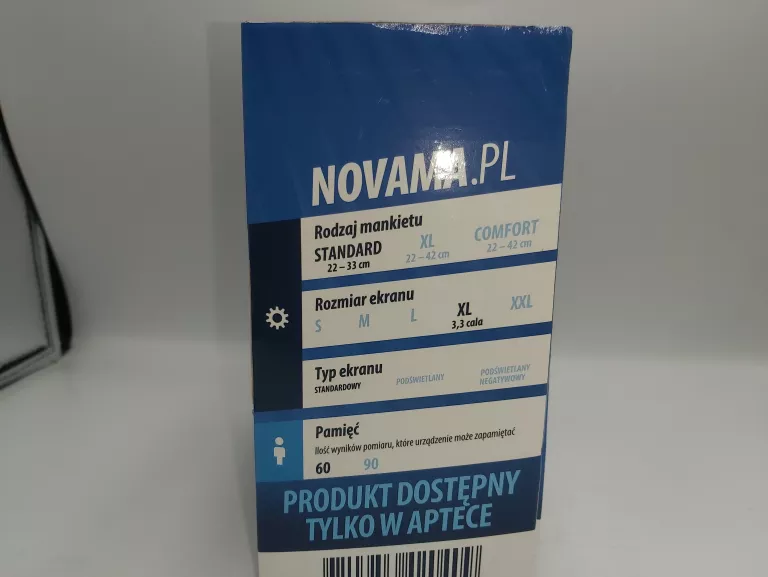 NOVAMA.PL
Rodzaj mankietu
STANDARD XL COMFORT
22 – 33 cm 22 – 42 cm 22 – 42 cm
Rozmiar ekranu
S M L XL XXL
3,3 cala
Typ ekranu
STANDARDOWY PODŚWIETLANY PODŚWIETLANY
NEGATYWOWY
Pamięć
Ilość wyników pomiaru, które urządzenie może zapamiętać
60 90
PRODUKT DOSTĘPNY
TYLKO W APTECE